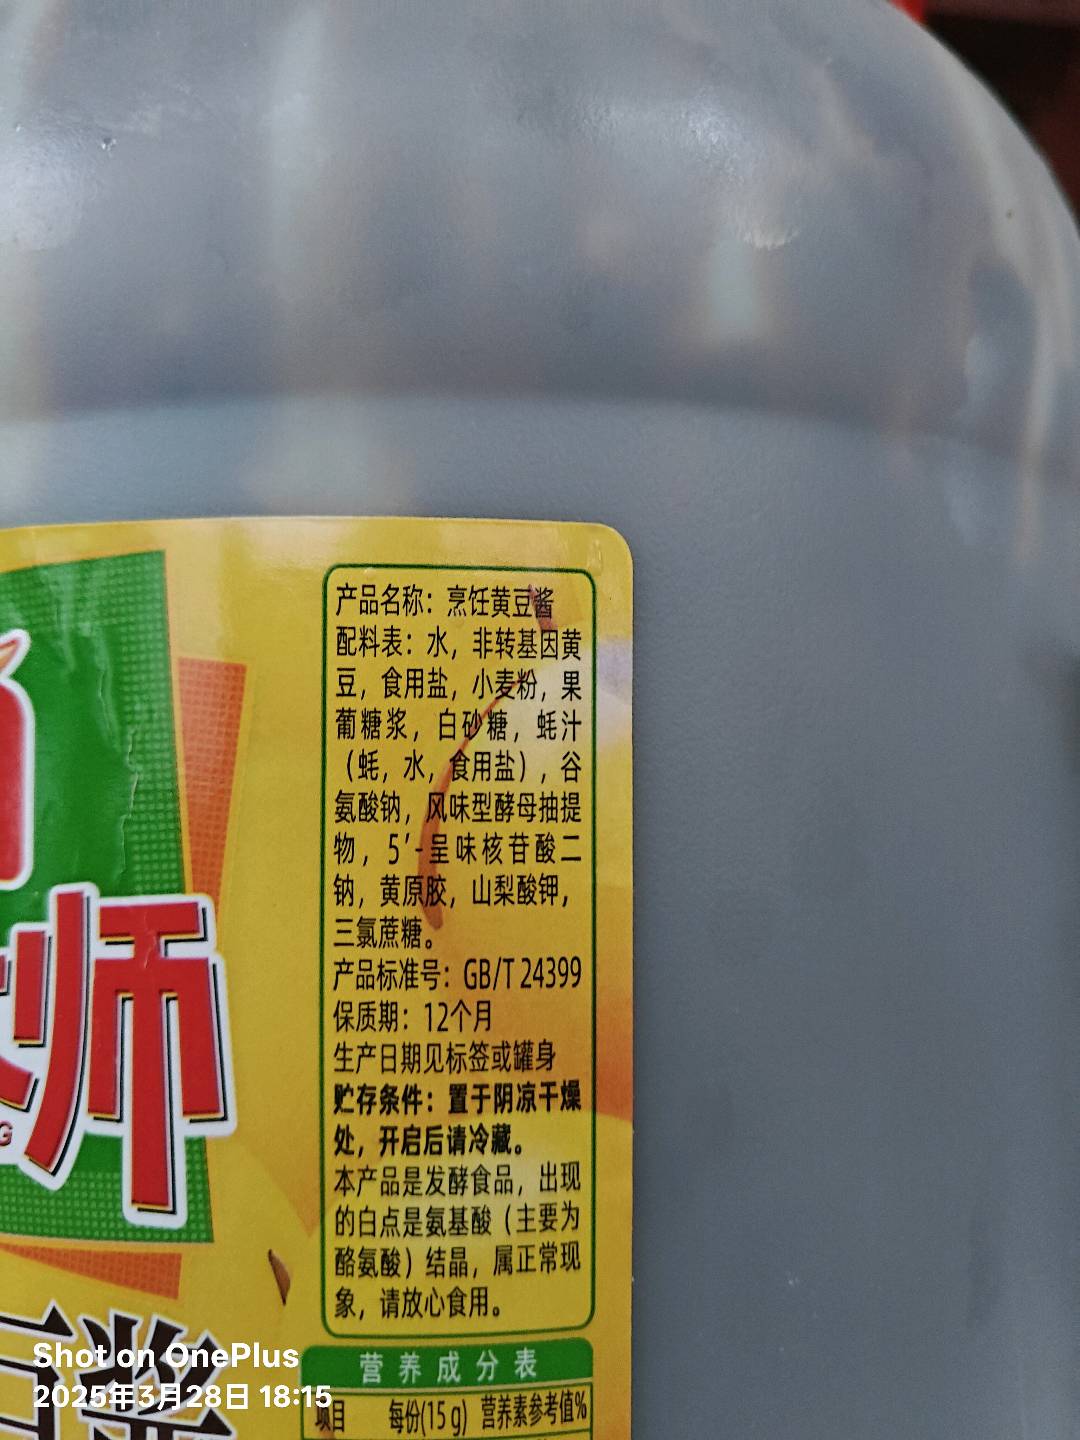 师
G
产品名称：烹饪黄豆酱
配料表：水，非转基因黄
豆，食用盐，小麦粉，果
葡糖浆，白砂糖，蚝汁
（蚝，水，食用盐），谷
氨酸钠，风味型酵母抽提
物，5′-呈味核苷酸二
钠，黄原胶，山梨酸钾，
三氯蔗糖。
产品标准号：GB/T 24399
保质期：12个月
生产日期见标签或罐身
贮存条件：置于阴凉干燥
处，开启后请冷藏。
本产品是发酵食品，出现
的白点是氨基酸（主要为
酪氨酸）结晶，属正常现
象，请放心食用。
营养成分表
项目 每份(15 g) 营养素参考值%
酱
Shot on OnePlus
2025年3月28日 18:15